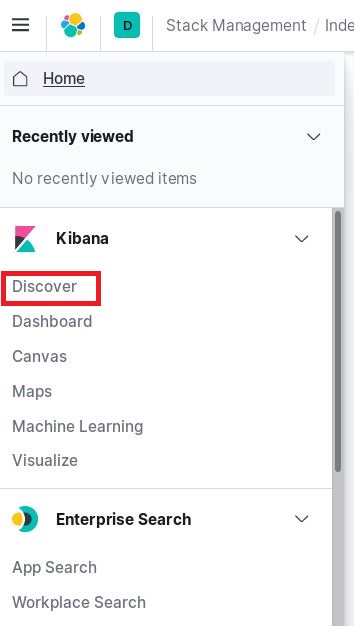 D Stack Management / Inde
Home
Recently viewed
No recently viewed items
Kibana
Discover
Dashboard
Canvas
Maps
Machine Learning
Visualize
Enterprise Search
App Search
Workplace Search